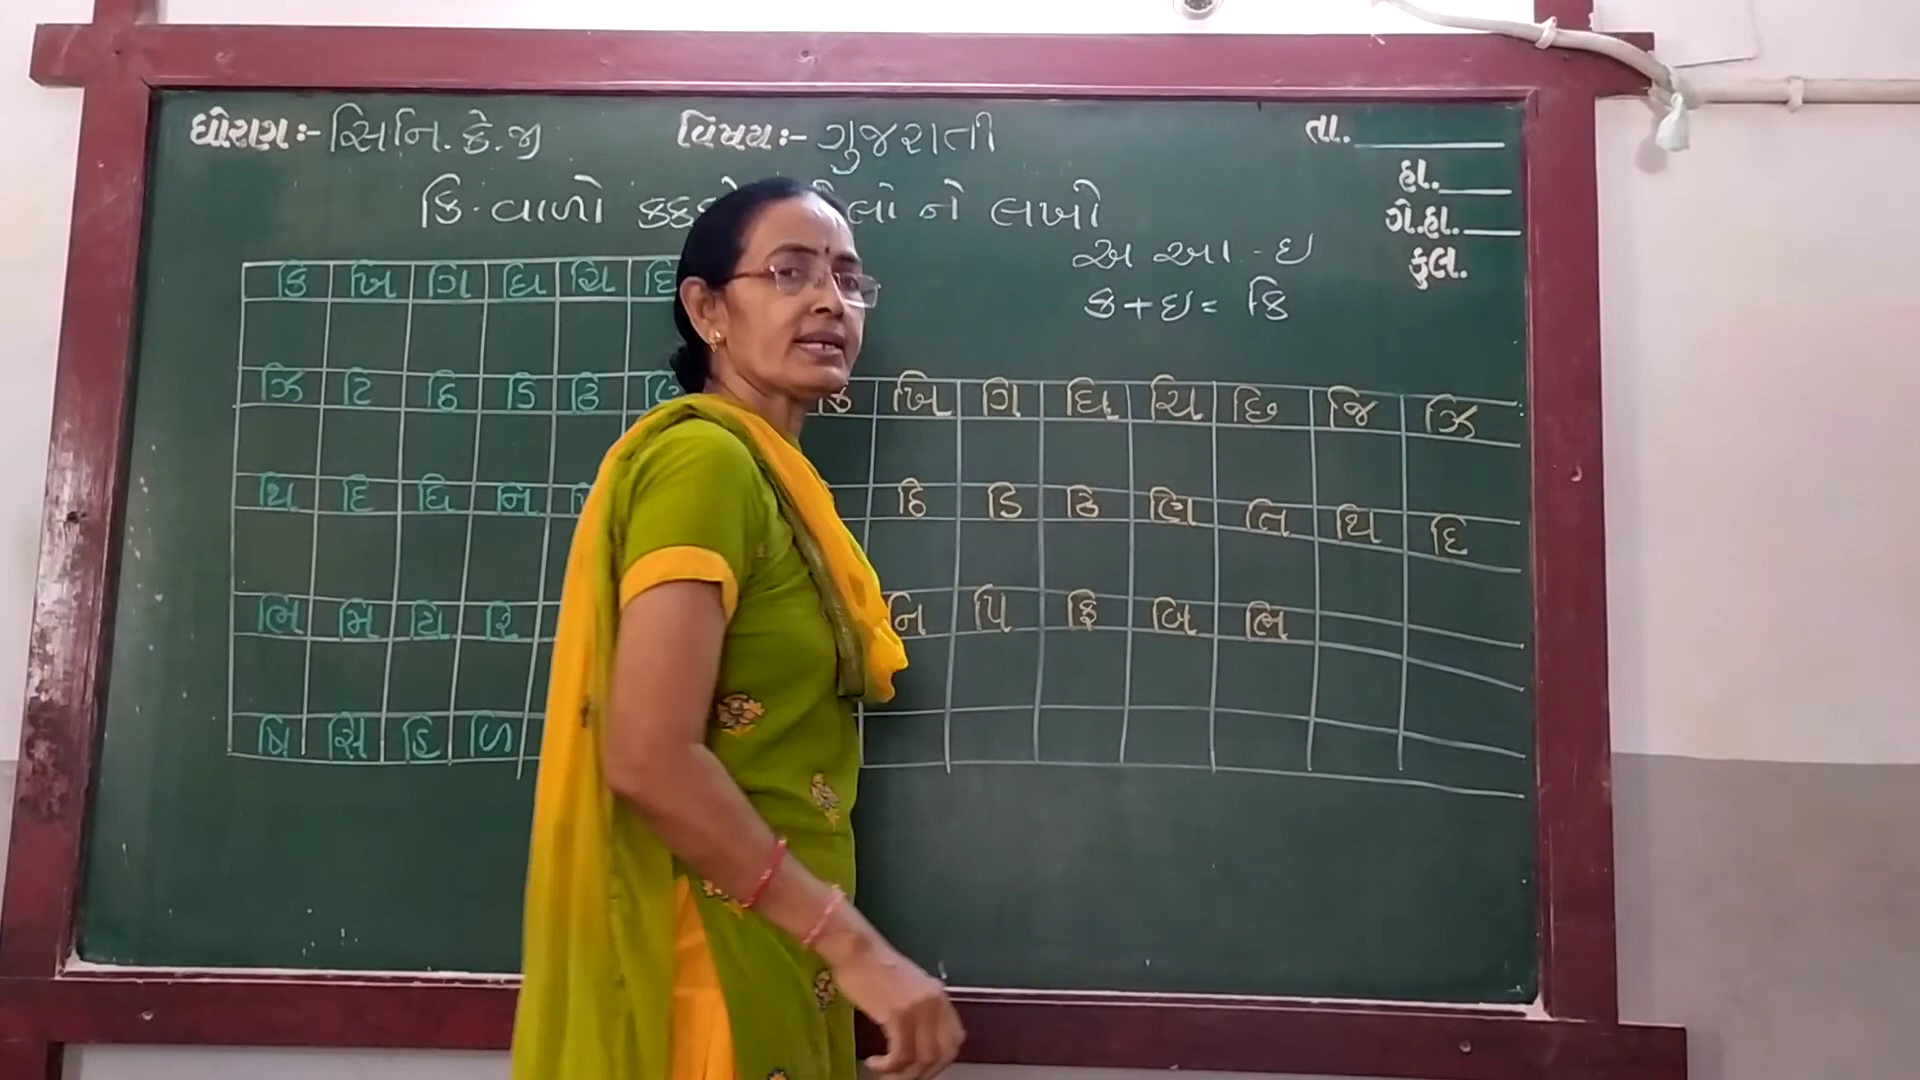 ધોરણ:- સિનિ. કે. જી વિષય:- ગુજરાતી તા.
હા.
કિ. વાળો ને લખો
ગે.હા.
અ આ - ઇ
કુલ.
ક + ઇ = કિ
કિ ખિ ગિ ઘિ ચિ
ઝિ ટિ ઠિ ડિ ઢિ
થિ દિ ધિ નિ
ભિ મિ યિ રિ
ષિ સિ હિ ળિ
ખિ ગિ ઘિ ચિ છિ જિ ઝિ
ઠિ ડિ ઢિ ણિ તિ થિ દિ
નિ પિ ફિ બિ ભિ